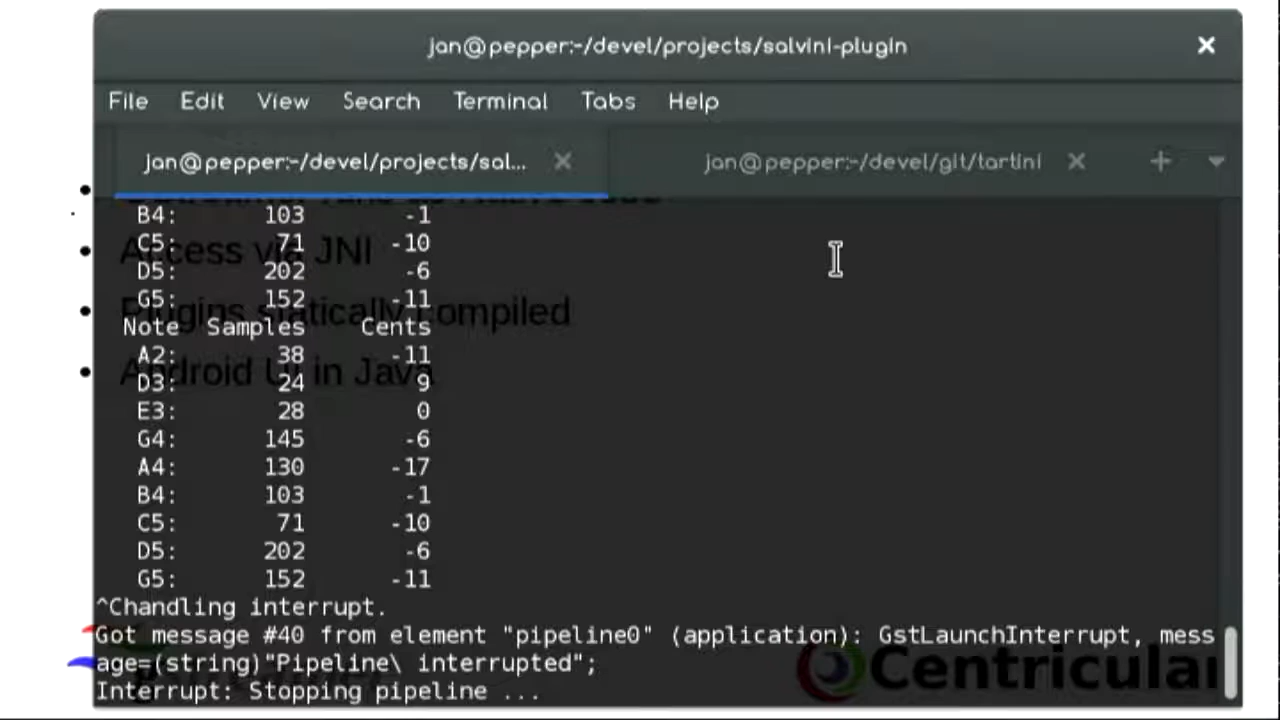 jan@pepper:~/devel/projects/salvini-plugin
File Edit View Search Terminal Tabs Help
jan@pepper:~/devel/projects/sal... jan@pepper:~/devel/git/tartini
B4: 103 -1
C5: 71 -10
Access via JNI
D5: 202 -6
G5: 152 -11
Plugins statically compiled
Note Samples Cents
A2: 38 -11
Android UI in Java
D3: 24 9
E3: 28 0
G4: 145 -6
A4: 130 -17
B4: 103 -1
C5: 71 -10
D5: 202 -6
G5: 152 -11
^Chandling interrupt.
Got message #40 from element "pipeline0" (application): GstLaunchInterrupt, mess
age=(string)"Pipeline\ interrupted";
Centricular
Interrupt: Stopping pipeline ...